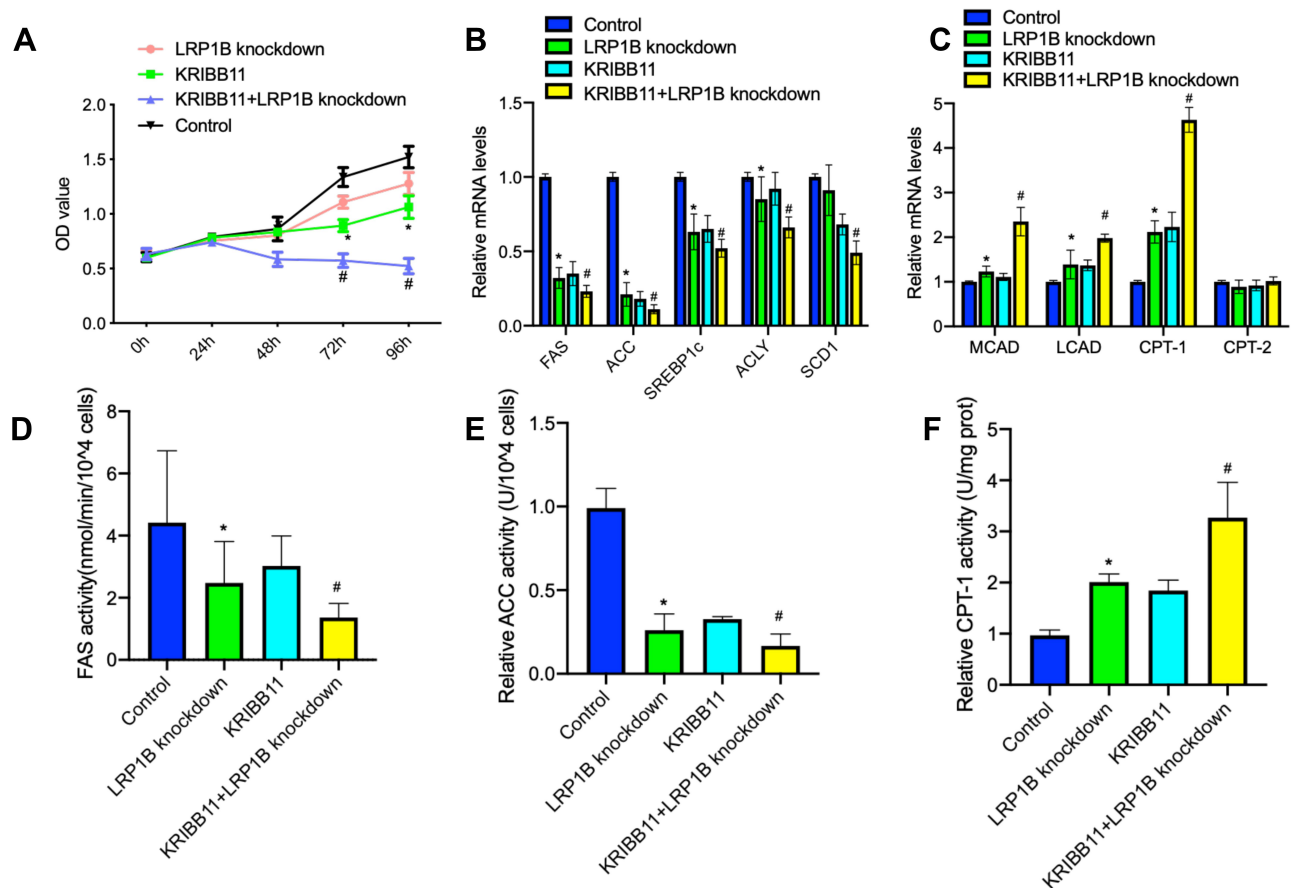 A
LRP1B knockdown
KRIBB11
KRIBB11+LRP1B knockdown
Control
OD value
2.0
1.5
1.0
0.5
0.0
*
*
#
#
0h
24h
48h
72h
96h
B
Control
LRP1B knockdown
KRIBB11
KRIBB11+LRP1B knockdown
Relative mRNA levels
1.5
1.0
0.5
0.0
*
#
*
#
*
#
*
#
#
FAS
ACC
SREBP1c
ACLY
SCD1
C
Control
LRP1B knockdown
KRIBB11
KRIBB11+LRP1B knockdown
Relative mRNA levels
5
4
3
2
1
0
*
#
*
#
*
#
MCAD
LCAD
CPT-1
CPT-2
D
FAS activity(nmol/min/10^4 cells)
8
6
4
2
0
*
#
Control
LRP1B knockdown
KRIBB11
KRIBB11+LRP1B knockdown
E
Relative ACC activity (U/10^4 cells)
1.5
1.0
0.5
0.0
*
#
Control
LRP1B knockdown
KRIBB11
KRIBB11+LRP1B knockdown
F
Relative CPT-1 activity (U/mg prot)
5
4
3
2
1
0
*
#
Control
LRP1B knockdown
KRIBB11
KRIBB11+LRP1B knockdown